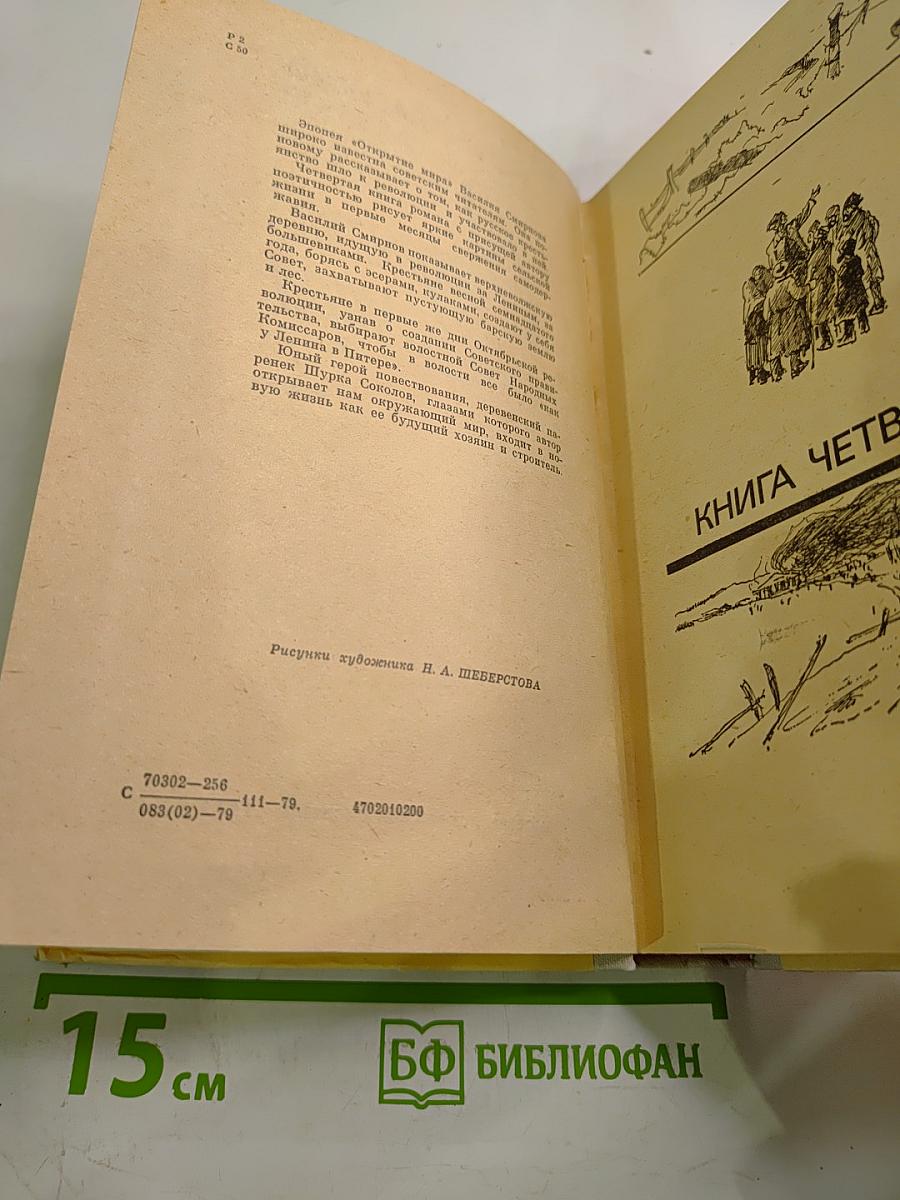 Р 2
С 50
Эпопея «Открытие мира» Василия Смирнова
широко известна советским читателям. Она по-
новому рассказывает о том, как русское кресть-
янство шло к революции и участвовало в ней.
Четвертая книга романа с присущей автору
поэтичностью рисует яркие картины сельской
жизни в первые месяцы свержения самодер-
жавия.
Василий Смирнов показывает верхневолжскую
деревню, идущую в революции за Лениным, за
большевиками. Крестьяне весной семнадцатого
года, борясь с эсерами, кулаками, создают у себя
Совет, захватывают пустующую барскую землю
и лес.
Крестьяне в первые же дни Октябрьской ре-
волюции, узнав о создании Советского прави-
тельства, выбирают волостной Совет Народных
Комиссаров, чтобы в волости все было «как
у Ленина в Питере».
Юный герой повествования, деревенский па-
ренек Шурка Соколов, глазами которого автор
открывает нам окружающий мир, входит в но-
вую жизнь как ее будущий хозяин и строитель.
Рисунки художника Н. А. ШЕБЕРСТОВА
С 70302—256
083(02)—79 111—79. 4702010200
КНИГА ЧЕТВ
15 см БФ БИБЛИОФАН